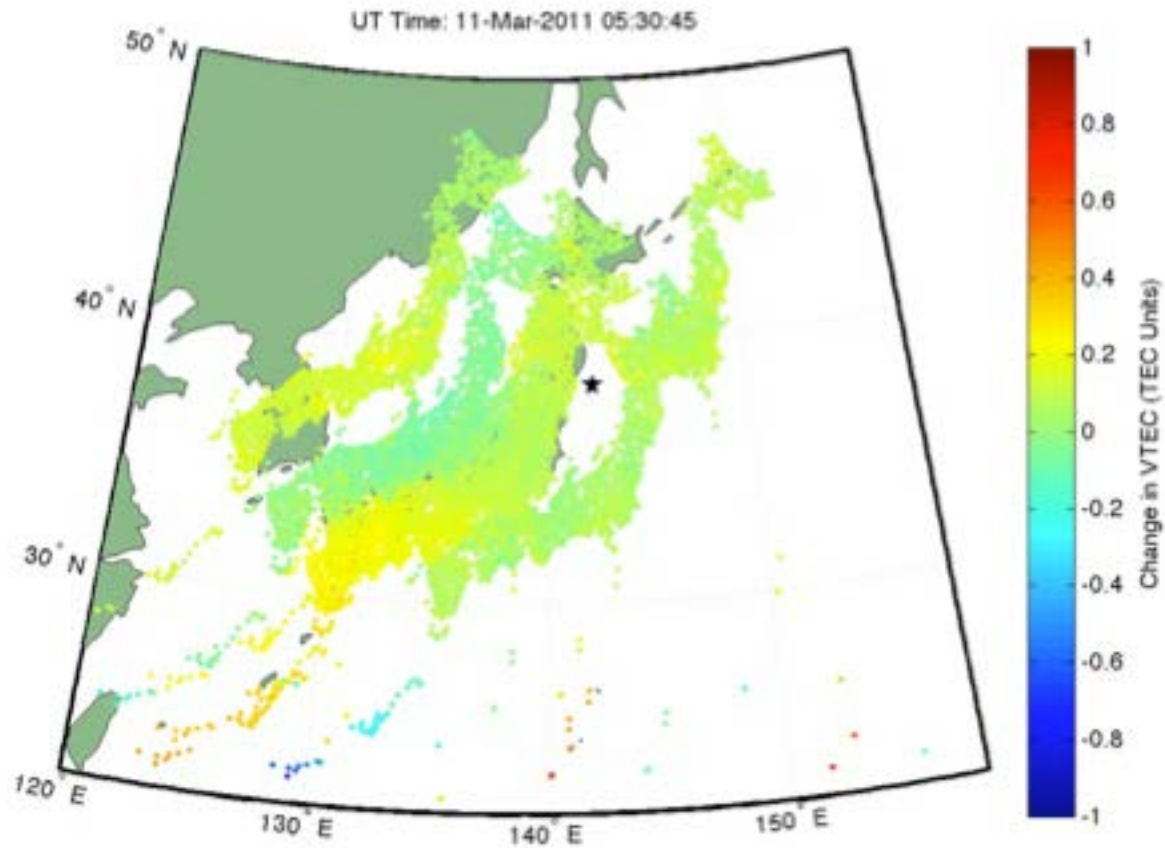 UT Time: 11-Mar-2011 05:30:45
50° N
40° N
30° N
120° E
130° E
140° E
150° E
1
0.8
0.6
0.4
0.2
0
-0.2
-0.4
-0.6
-0.8
-1
Change in VTEC (TEC Units)